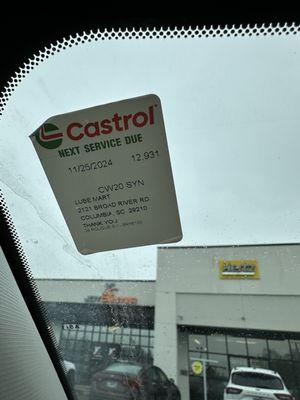 Castrol
NEXT SERVICE DUE
11/25/2024 12,931
CW20 SYN
LUBE MART
2121 BROAD RIVER RD
COLUMBIA, SC 29210
THANK YOU
Hertz